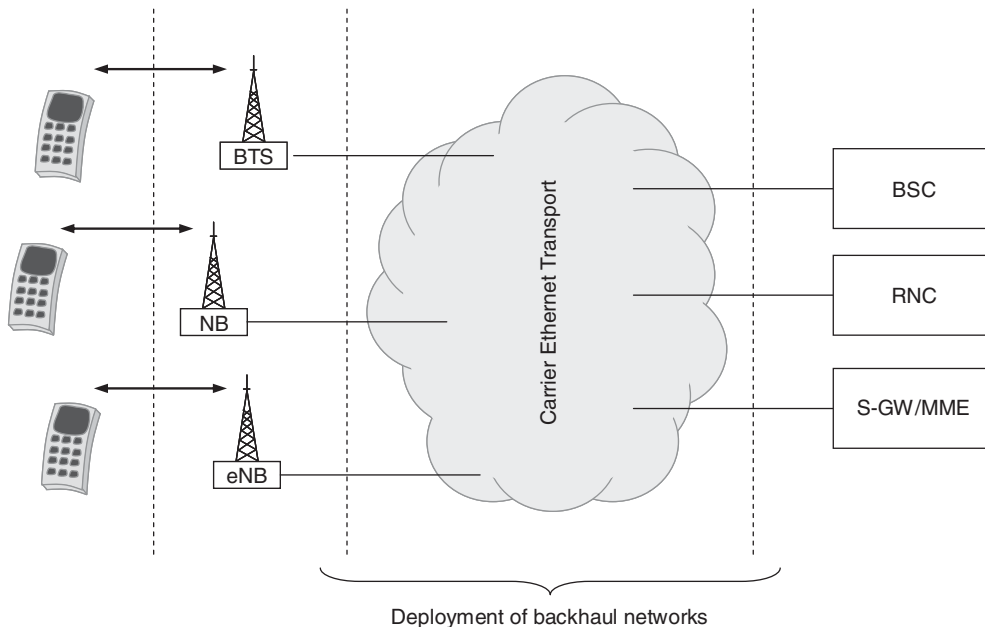 BTS
BSC
NB
RNC
eNB
S-GW/MME
Carrier Ethernet Transport
Deployment of backhaul networks